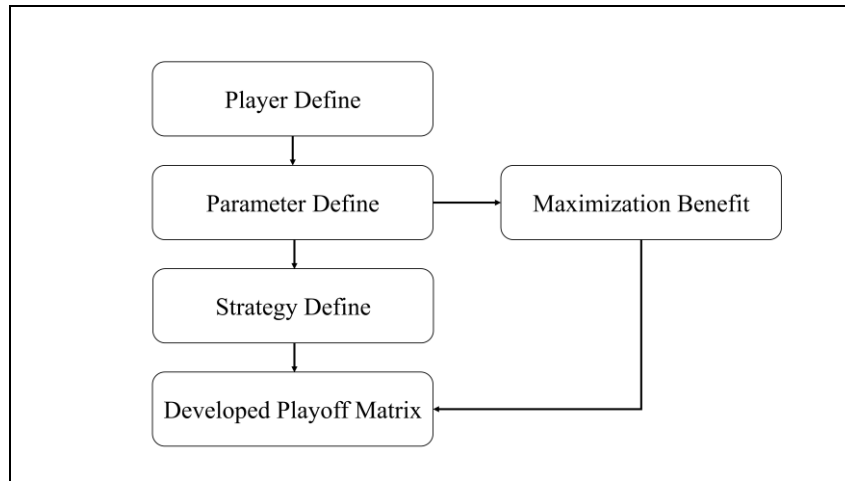 Player Define
Parameter Define
Maximization Benefit
Strategy Define
Developed Playoff Matrix